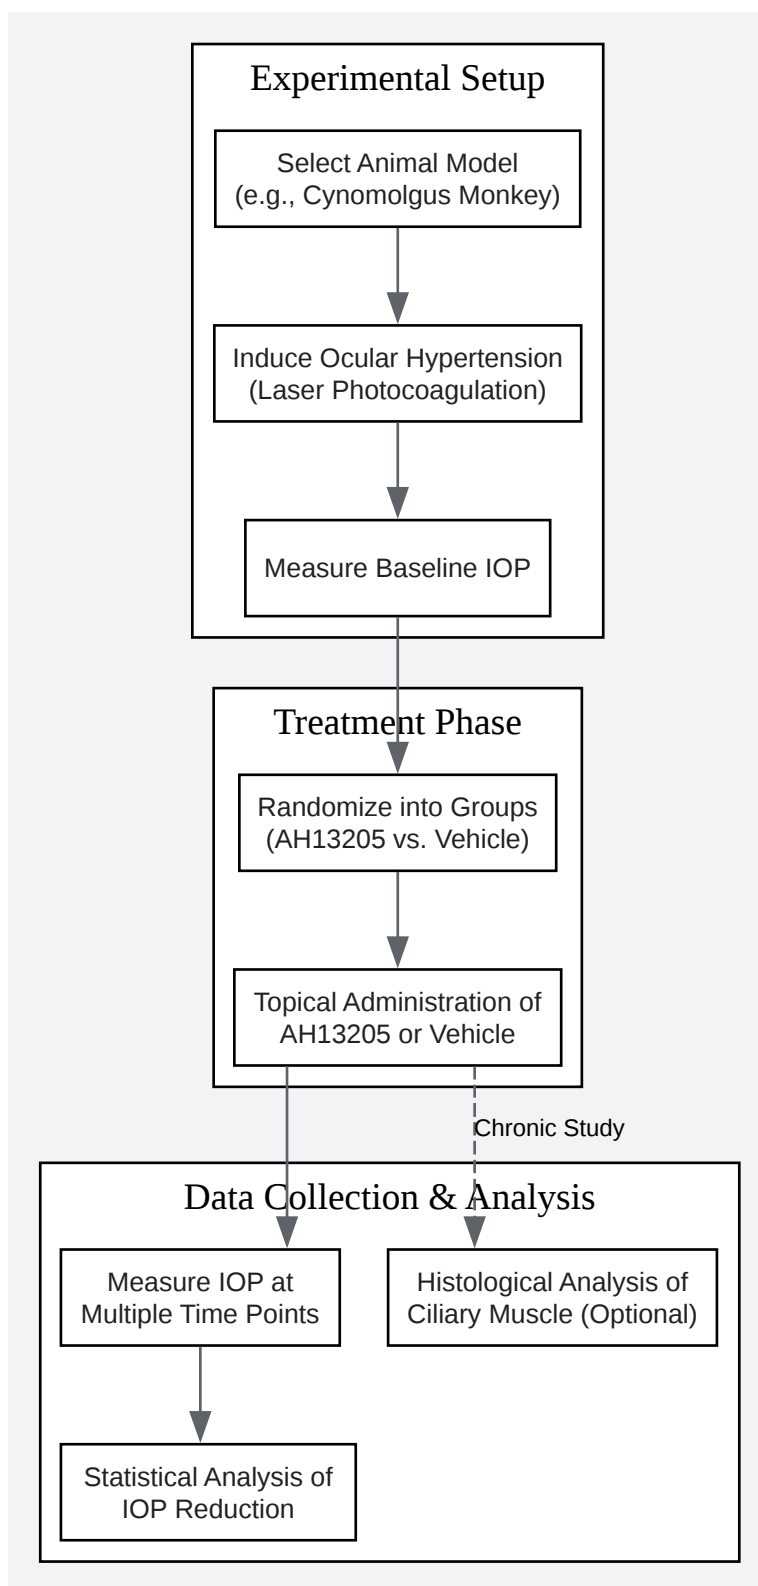 Experimental Setup
Select Animal Model
(e.g., Cynomolgus Monkey)
Induce Ocular Hypertension
(Laser Photocoagulation)
Measure Baseline IOP
Treatment Phase
Randomize into Groups
(AH13205 vs. Vehicle)
Topical Administration of
AH13205 or Vehicle
Chronic Study
Data Collection & Analysis
Measure IOP at
Multiple Time Points
Histological Analysis of
Ciliary Muscle (Optional)
Statistical Analysis of
IOP Reduction